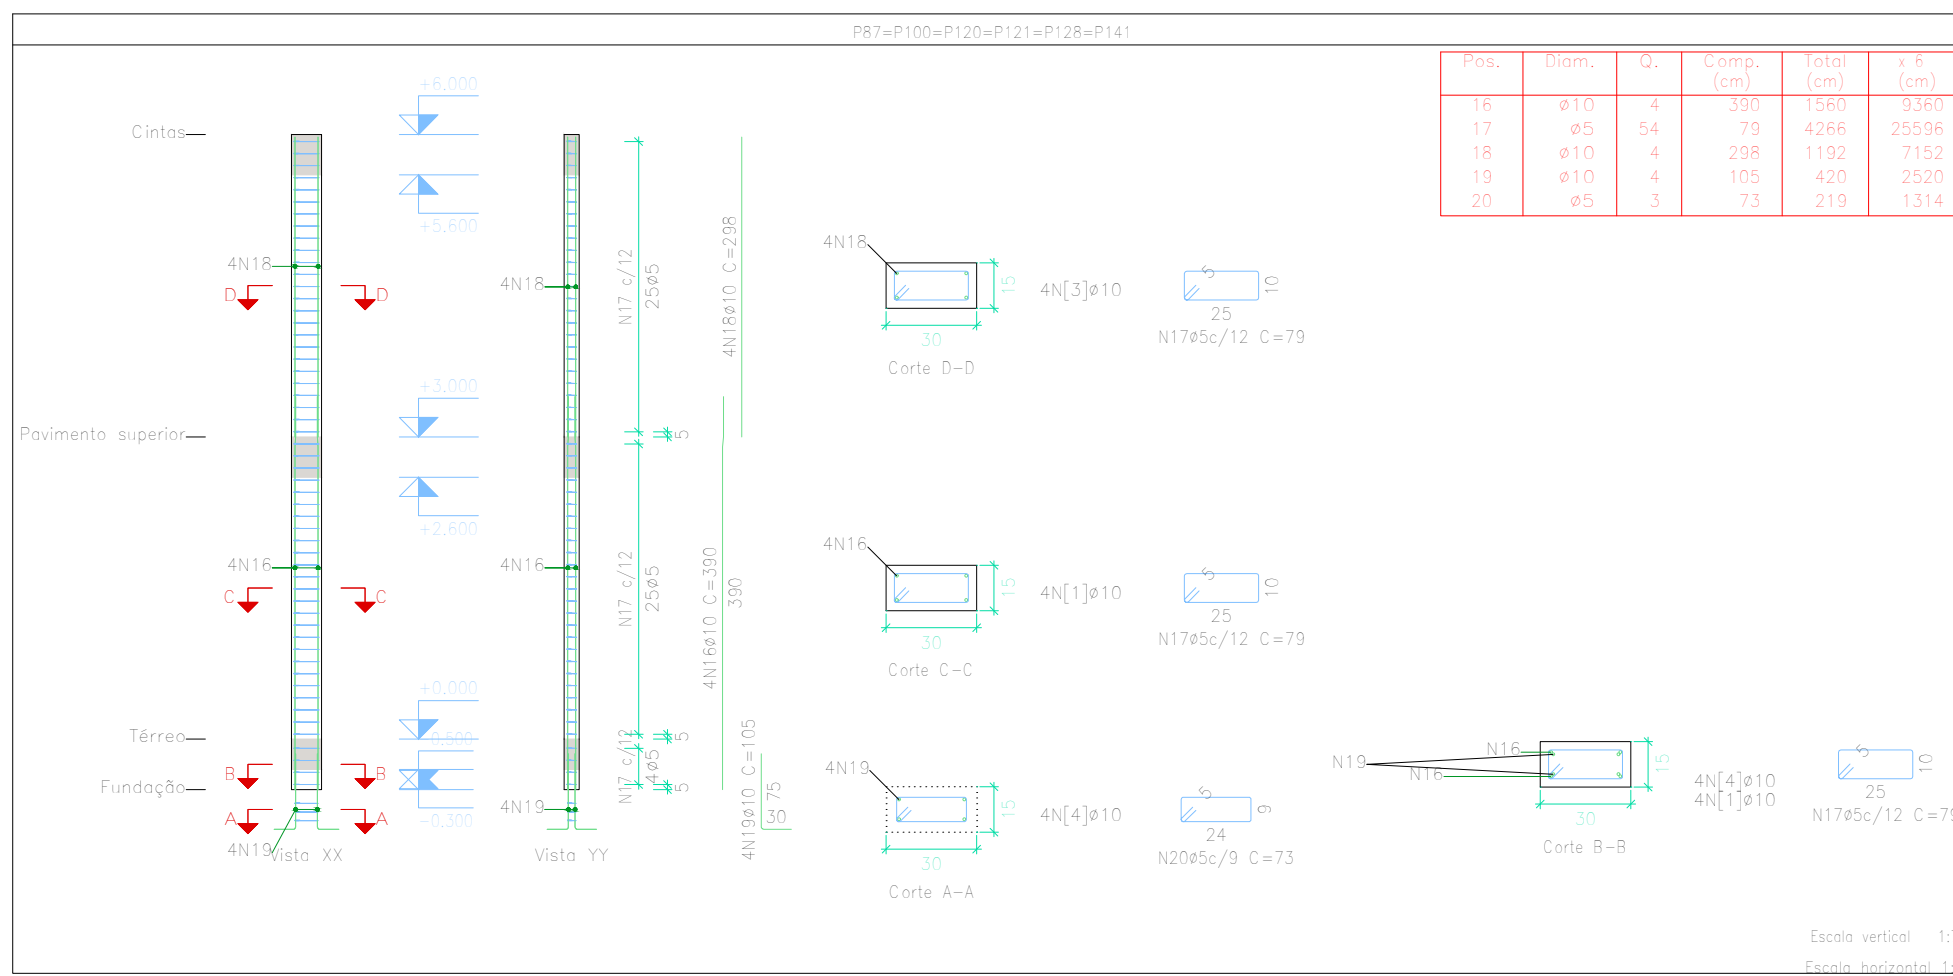 P87=P100=P120=P121=P128=P141
Pos. Diam. Q. Comp. (cm) Total (cm) x 6 (cm)
16 ø10 4 390 1560 9360
17 ø5 54 79 4266 25596
18 ø10 4 298 1192 7152
19 ø10 4 105 420 2520
20 ø5 3 73 219 1314
Cintas
+6.000
+5.600
4N18
D D
4N18
N17 c/12
25ø5
4N18ø10 C=298
4N18
15
30
Corte D-D
4N[3]ø10
5
10
25
N17ø5c/12 C=79
+3.000
Pavimento superior
5
+2.600
4N16
C C
4N16
N17 c/12
25ø5
4N16ø10 C=390
390
4N16
15
30
Corte C-C
4N[1]ø10
5
10
25
N17ø5c/12 C=79
+0.000
Térreo
5
B B
Fundação
-0.300
A A
4N19
Vista XX
4N19
Vista YY
N17 c/12
4ø5
5
4N19ø10 C=105
75
30
4N19
15
30
Corte A-A
4N[4]ø10
5
9
24
N20ø5c/9 C=73
N19
N16
N16
15
30
Corte B-B
4N[4]ø10
4N[1]ø10
5
10
25
N17ø5c/12 C=79
Escala vertical 1:
Escala horizontal 1: